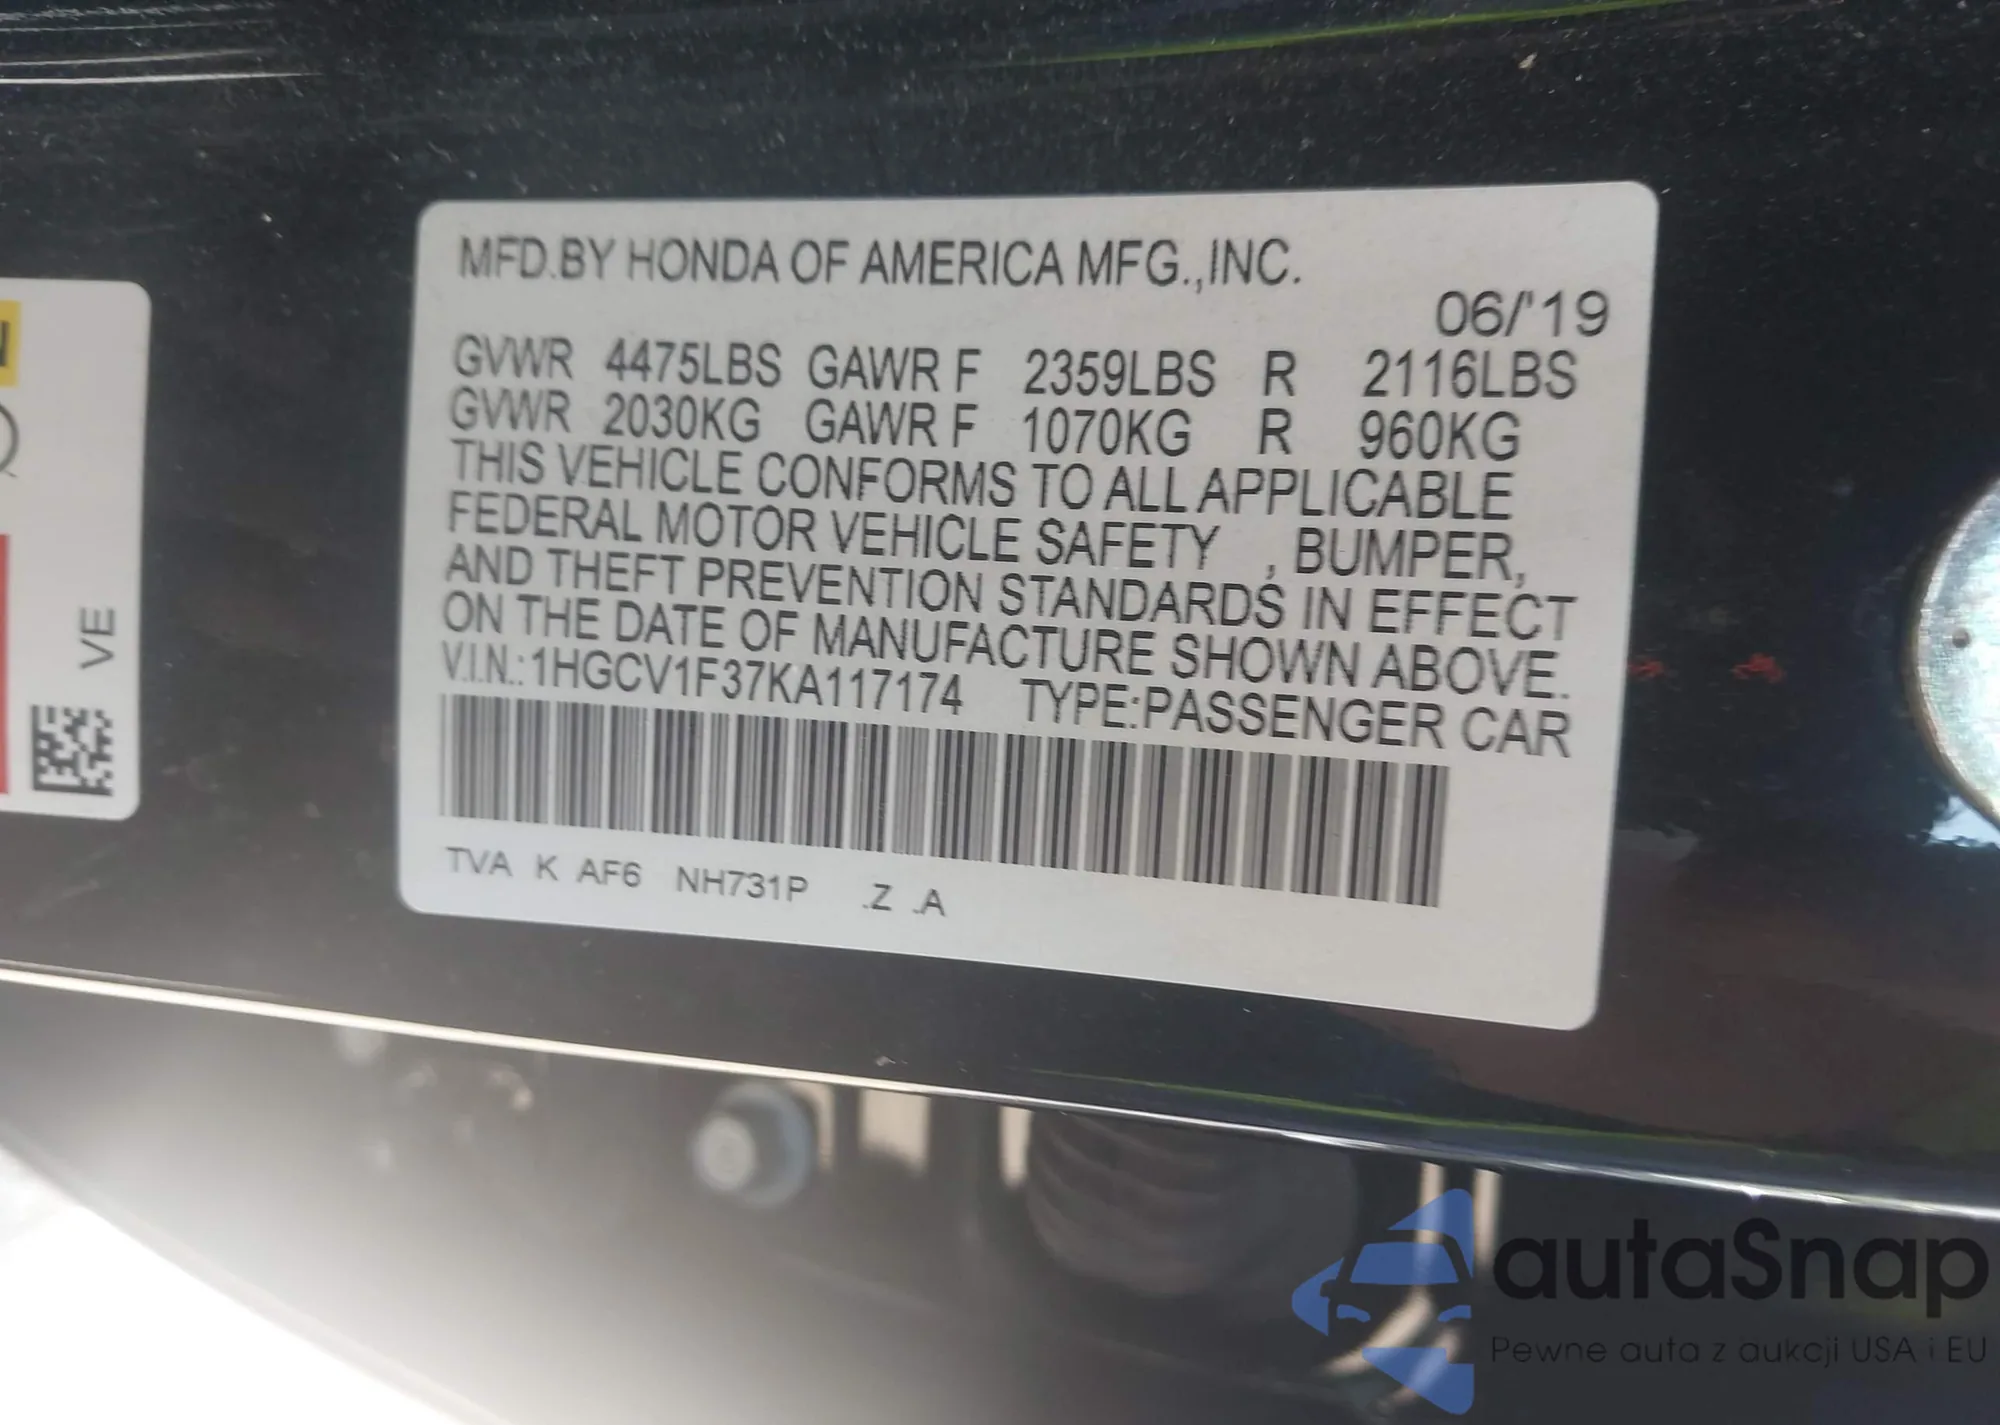 MFD.BY HONDA OF AMERICA MFG.,INC.
06/'19
GVWR 4475LBS GAWR F 2359LBS R 2116LBS
GVWR 2030KG GAWR F 1070KG R 960KG
THIS VEHICLE CONFORMS TO ALL APPLICABLE
FEDERAL MOTOR VEHICLE SAFETY , BUMPER,
AND THEFT PREVENTION STANDARDS IN EFFECT
ON THE DATE OF MANUFACTURE SHOWN ABOVE.
V.I.N.:1HGCV1F37KA117174 TYPE:PASSENGER CAR
TVA K AF6 NH731P .Z .A
VE
autaSnap
Pewne auta z aukcji USA i EU